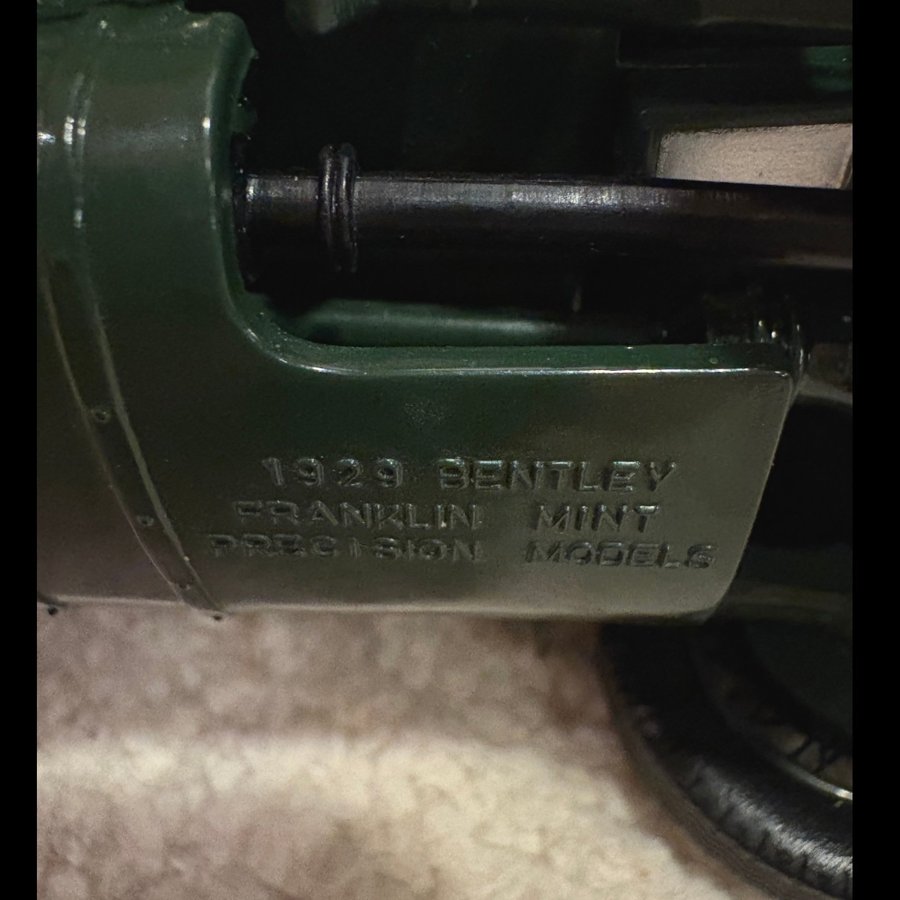 1929 BENTLEY
FRANKLIN MINT
PRECISION MODELS